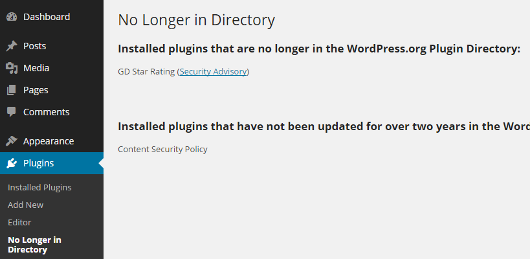 Dashboard
Posts
Media
Pages
Comments
Appearance
Plugins
Installed Plugins
Add New
Editor
No Longer in
Directory
No Longer in Directory
Installed plugins that are no longer in the WordPress.org Plugin Directory:
GD Star Rating (Security Advisory)
Installed plugins that have not been updated for over two years in the Word
Content Security Policy